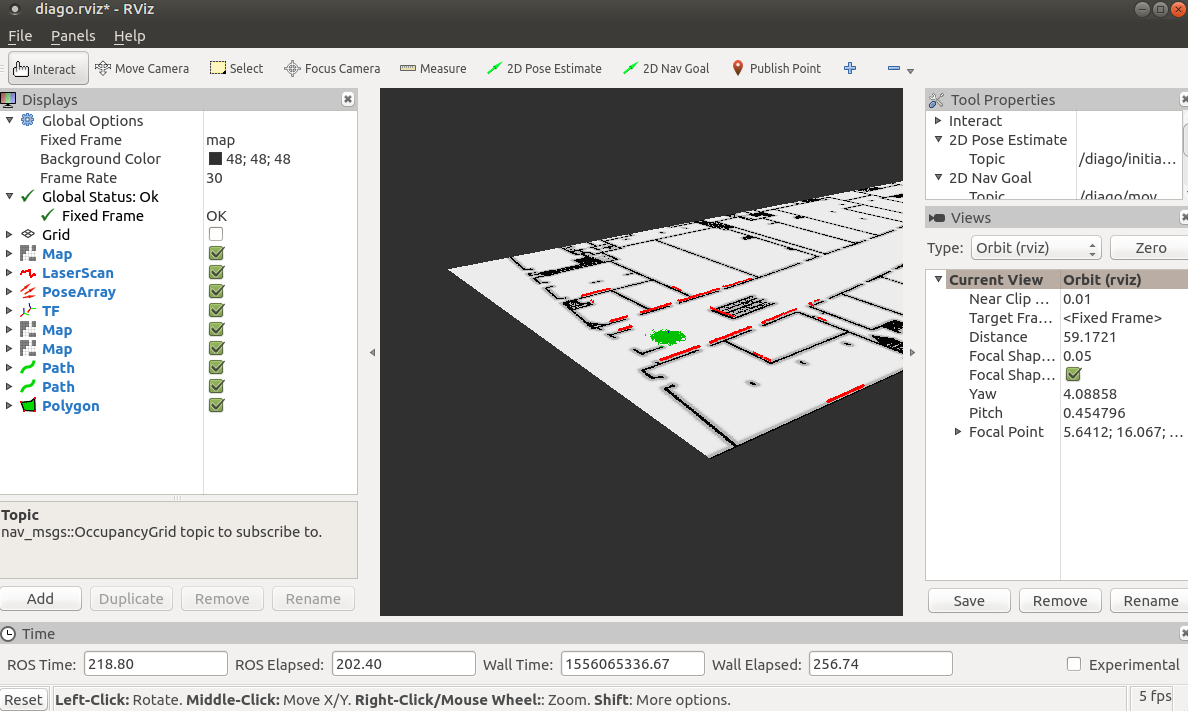 diago.rviz* - RViz
File Panels Help
Interact Move Camera Select Focus Camera Measure 2D Pose Estimate 2D Nav Goal Publish Point
Displays
Global Options
Fixed Frame map
Background Color 48; 48; 48
Frame Rate 30
Global Status: Ok
Fixed Frame OK
Grid
Map
LaserScan
PoseArray
TF
Map
Map
Path
Path
Polygon
Topic
nav_msgs::OccupancyGrid topic to subscribe to.
Add Duplicate Remove Rename
Tool Properties
Interact
2D Pose Estimate
Topic /diago/initia...
2D Nav Goal
Topic /diago/mov
Views
Type: Orbit (rviz) Zero
Current View Orbit (rviz)
Near Clip ... 0.01
Target Fra... <Fixed Frame>
Distance 59.1721
Focal Shap... 0.05
Focal Shap...
Yaw 4.08858
Pitch 0.454796
Focal Point 5.6412; 16.067; ...
Save Remove Rename
Time
ROS Time: 218.80 ROS Elapsed: 202.40 Wall Time: 1556065336.67 Wall Elapsed: 256.74 Experimental
Reset Left-Click: Rotate. Middle-Click: Move X/Y. Right-Click/Mouse Wheel:: Zoom. Shift: More options. 5 fps